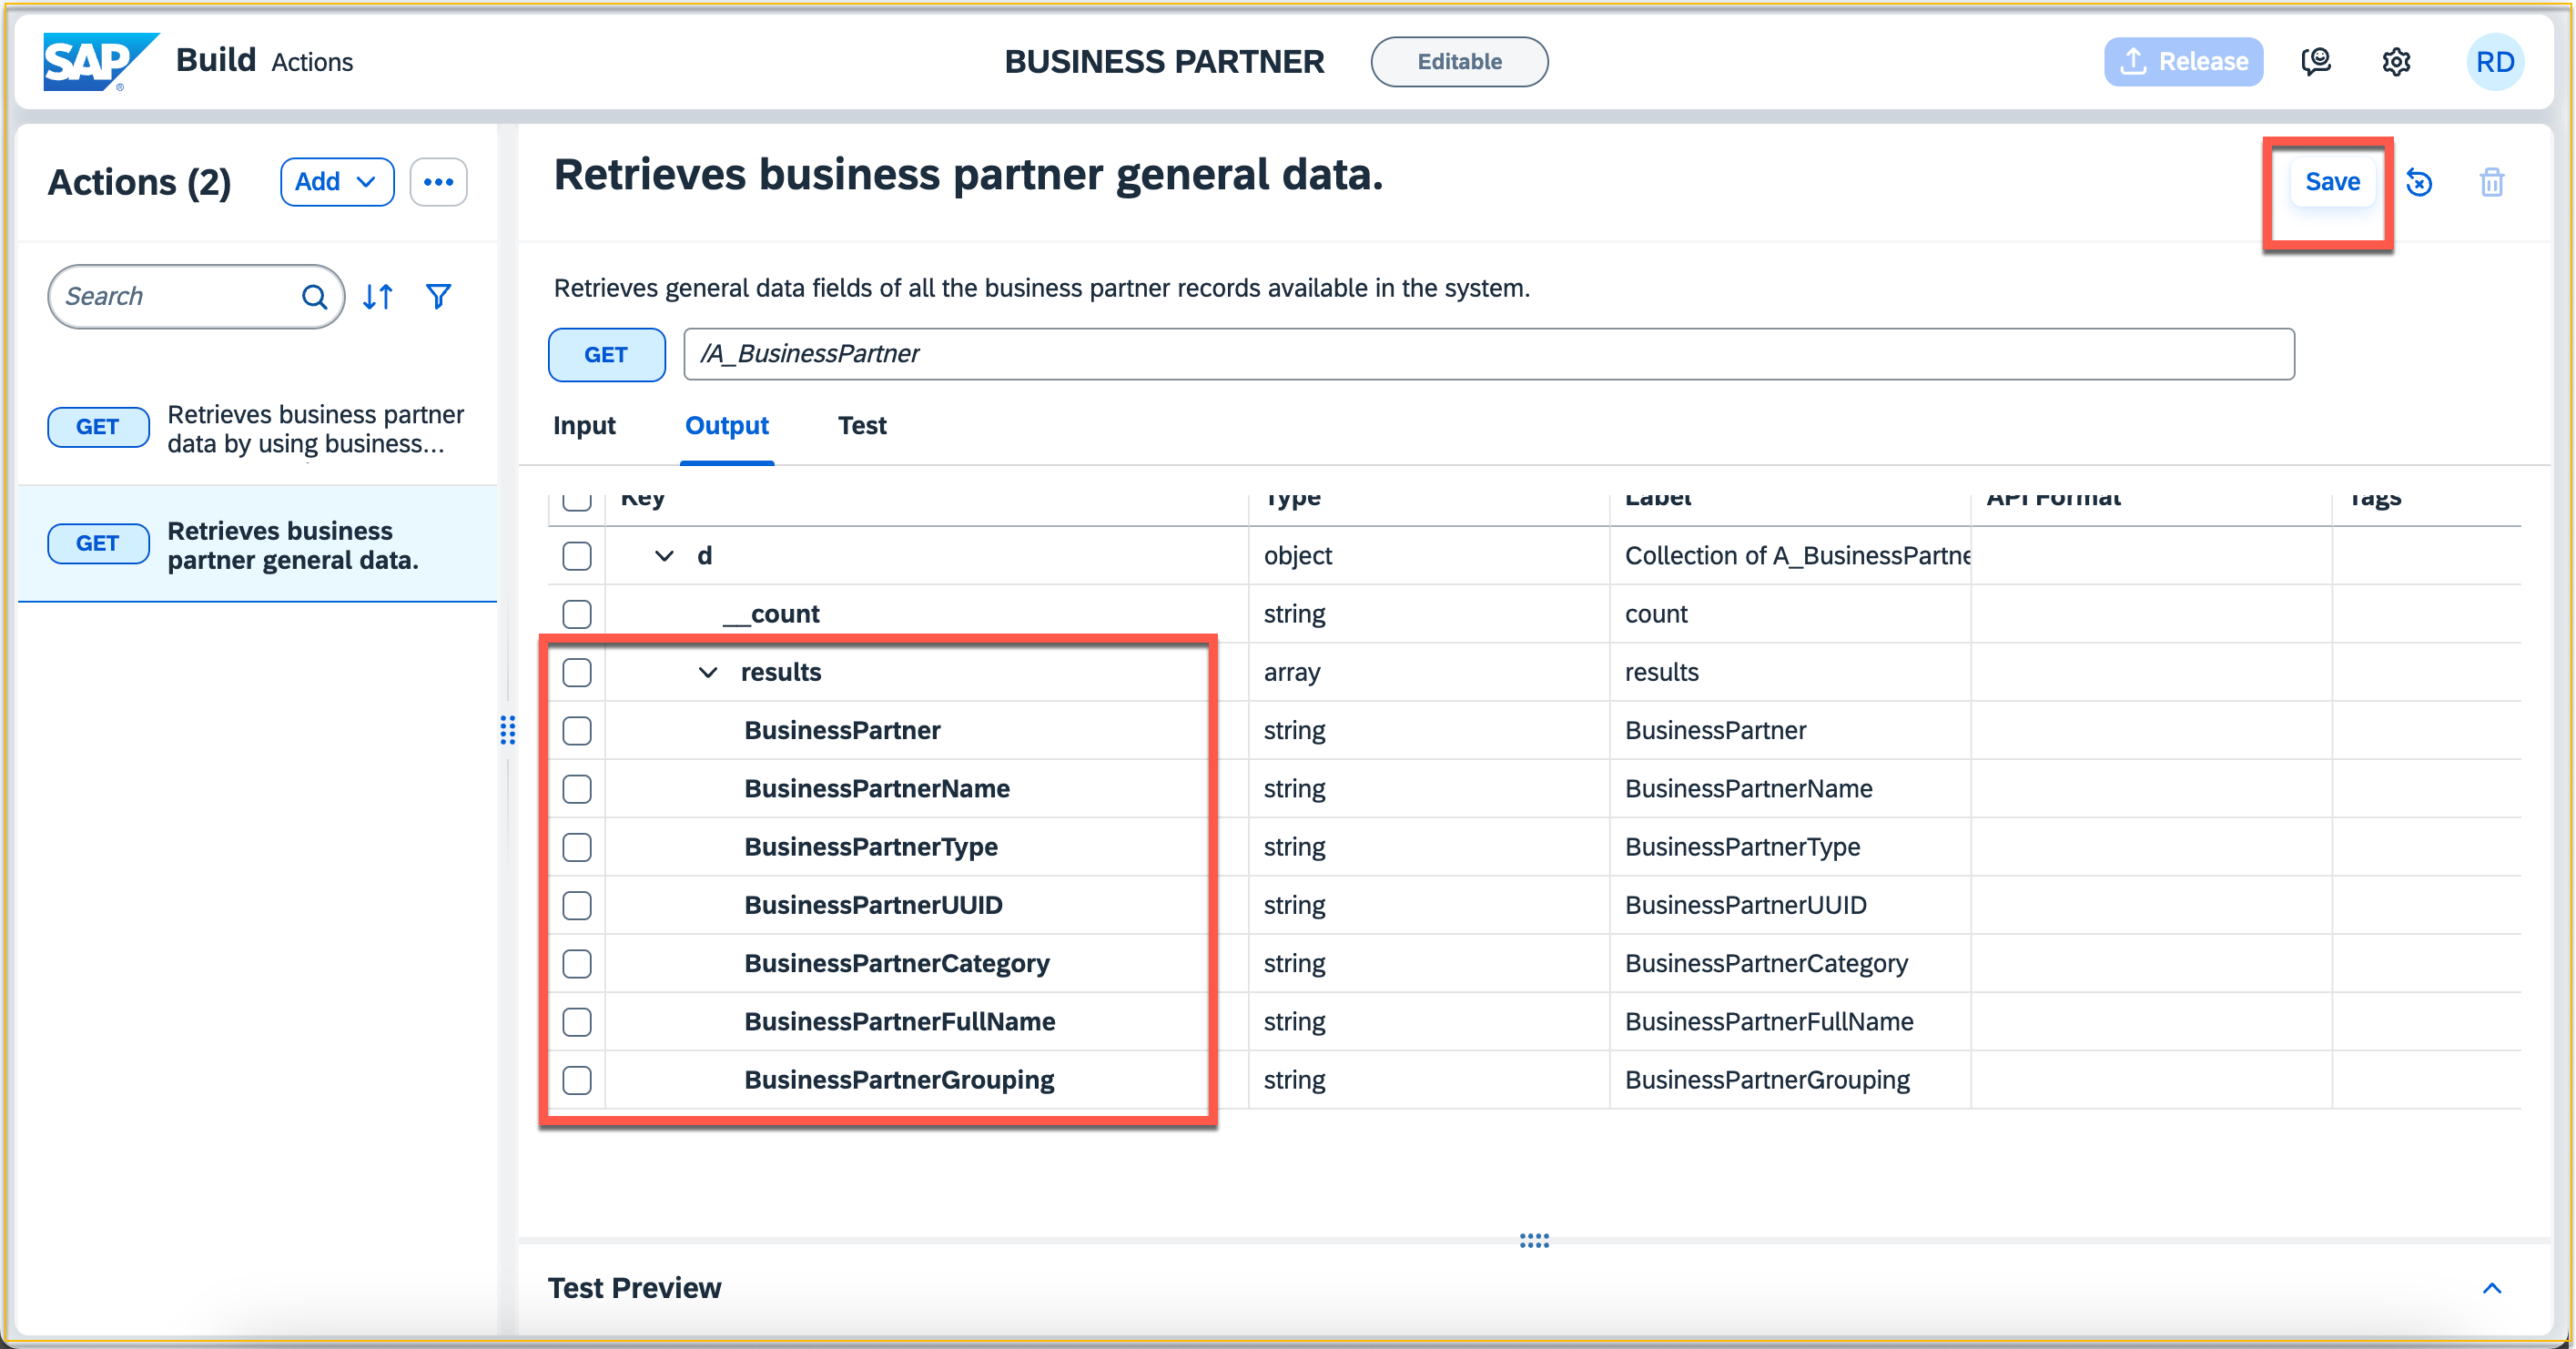 SAP Build Actions
BUSINESS PARTNER
Editable
Release
RD
Actions (2)
Add
Search
GET
Retrieves business partner
data by using business...
GET
Retrieves business
partner general data.
Retrieves business partner general data.
Save
Retrieves general data fields of all the business partner records available in the system.
GET
/A_BusinessPartner
Input Output Test
Key Type Label API Format Tags
d object Collection of A_BusinessPartne
__count string count
results array results
BusinessPartner string BusinessPartner
BusinessPartnerName string BusinessPartnerName
BusinessPartnerType string BusinessPartnerType
BusinessPartnerUUID string BusinessPartnerUUID
BusinessPartnerCategory string BusinessPartnerCategory
BusinessPartnerFullName string BusinessPartnerFullName
BusinessPartnerGrouping string BusinessPartnerGrouping
Test Preview